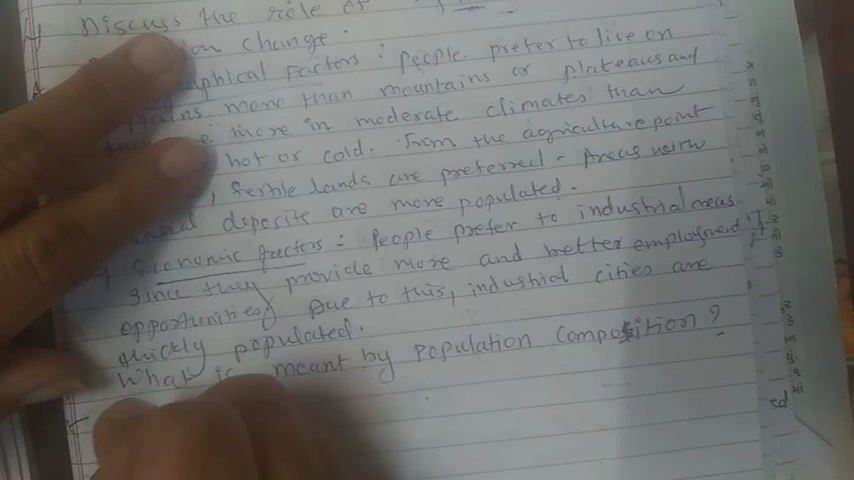 Discuss the role of
ion change.
aphical Factors: people prefer to live on
plains more than mountains or plateaus and
more in moderate climates than
hot or cold. From the agriculture point
, fertile lands are preferred - Areas with
deposits are more populated.
Economic factors: People prefer to industrial areas
since they provide more and better employment
opportunities. Due to this, industrial cities are
quickly populated.
What is meant by population composition?